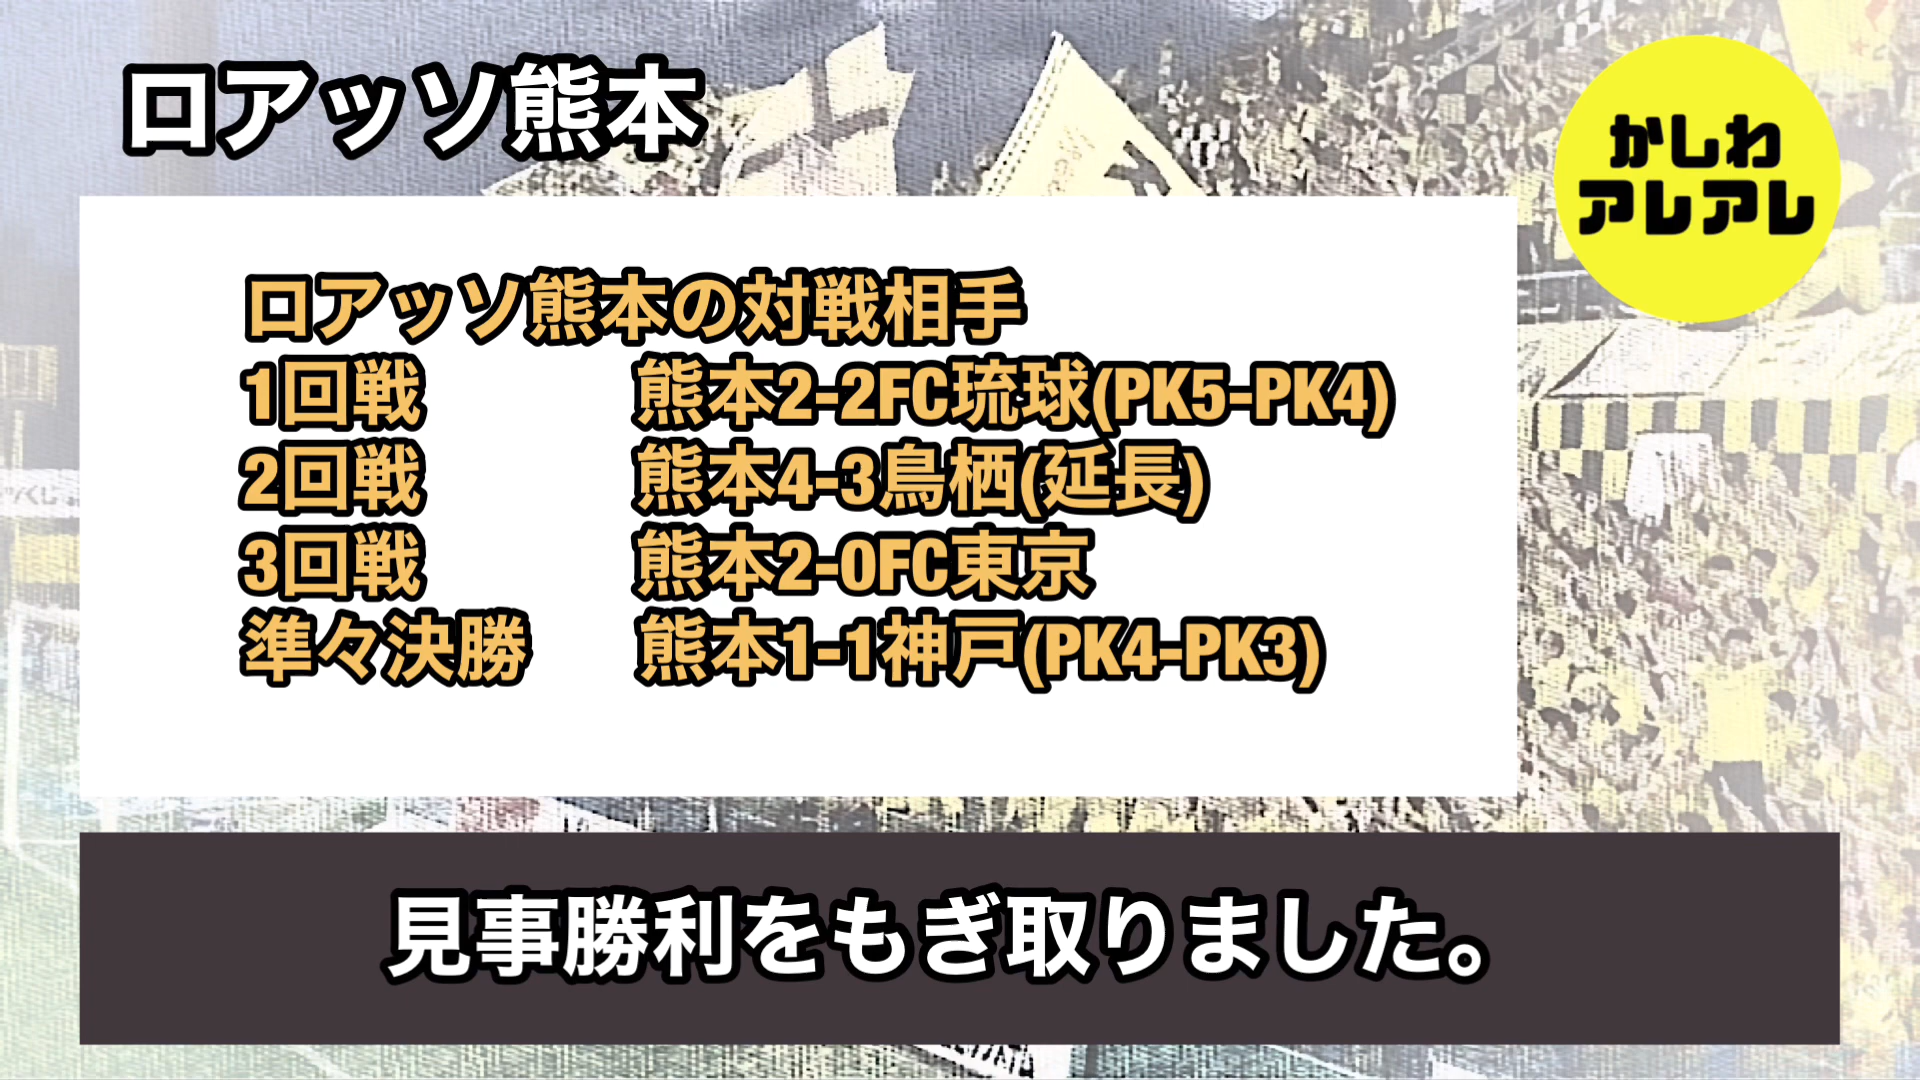 ロアッソ熊本
かしわ
アレアレ
ロアッソ熊本の対戦相手
1回戦 熊本2-2FC琉球(PK5-PK4)
2回戦 熊本4-3鳥栖(延長)
3回戦 熊本2-0FC東京
準々決勝 熊本1-1神戸(PK4-PK3)
見事勝利をもぎ取りました。